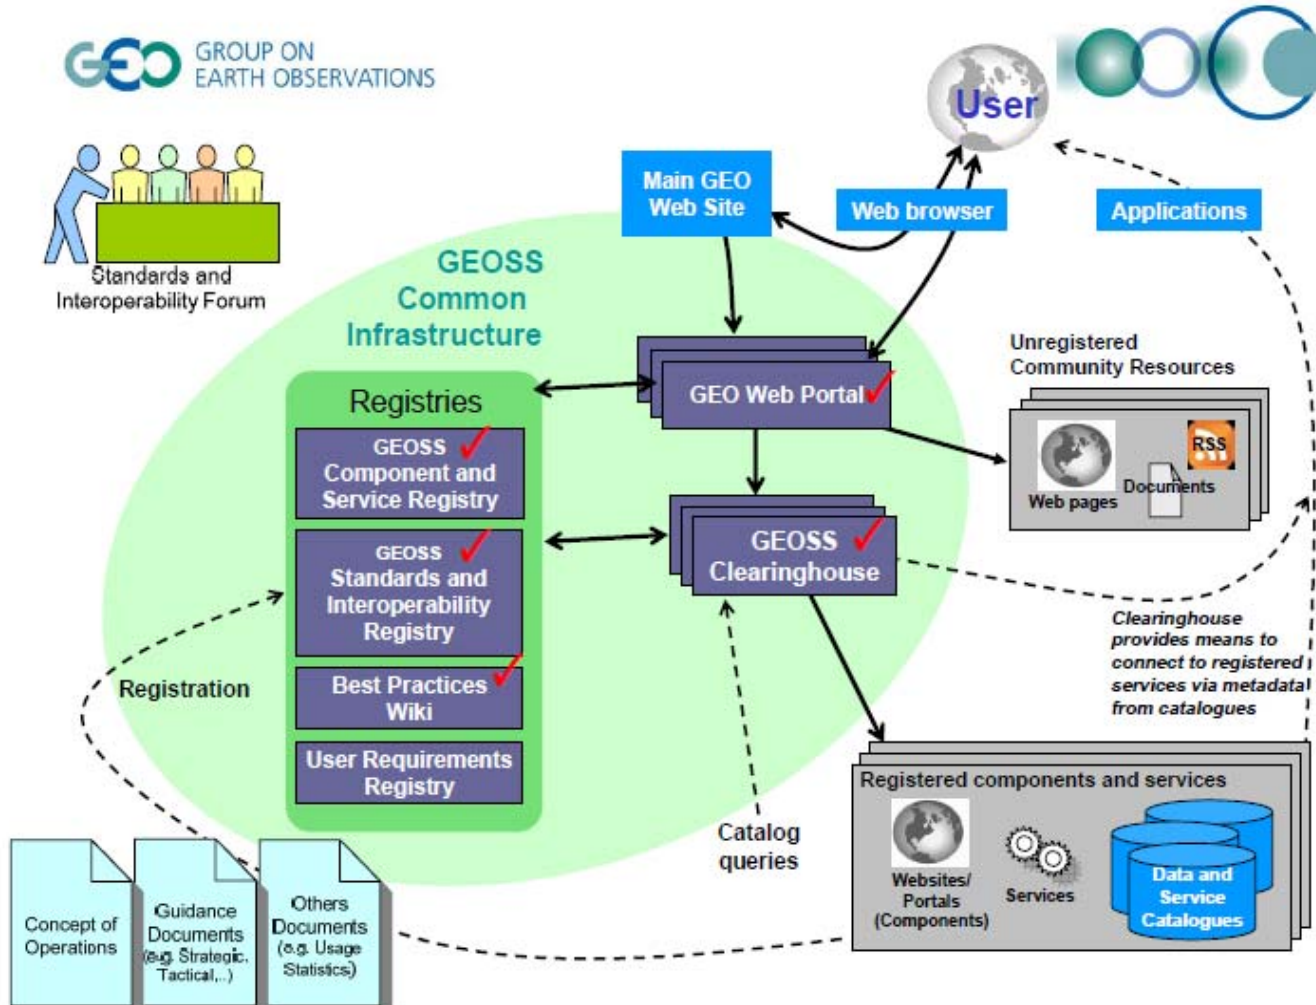 GEO GROUP ON
EARTH OBSERVATIONS
User
Main GEO
Web Site
Web browser
Applications
Standards and
Interoperability Forum
GEOSS
Common
Infrastructure
Unregistered
Community Resources
GEO Web Portal
Registries
RSS
Documents
Web pages
GEOSS
Component and
Service Registry
GEOSS
Clearinghouse
GEOSS
Standards and
Interoperability
Registry
Clearinghouse
provides means to
connect to registered
services via metadata
from catalogues
Registration
Best Practices
Wiki
User Requirements
Registry
Registered components and services
Catalog
queries
Websites/
Portals
(Components)
Services
Data and
Service
Catalogues
Concept of
Operations
Guidance
Documents
(e.g. Strategic,
Tactical,..)
Others
Documents
(e.g. Usage
Statistics)